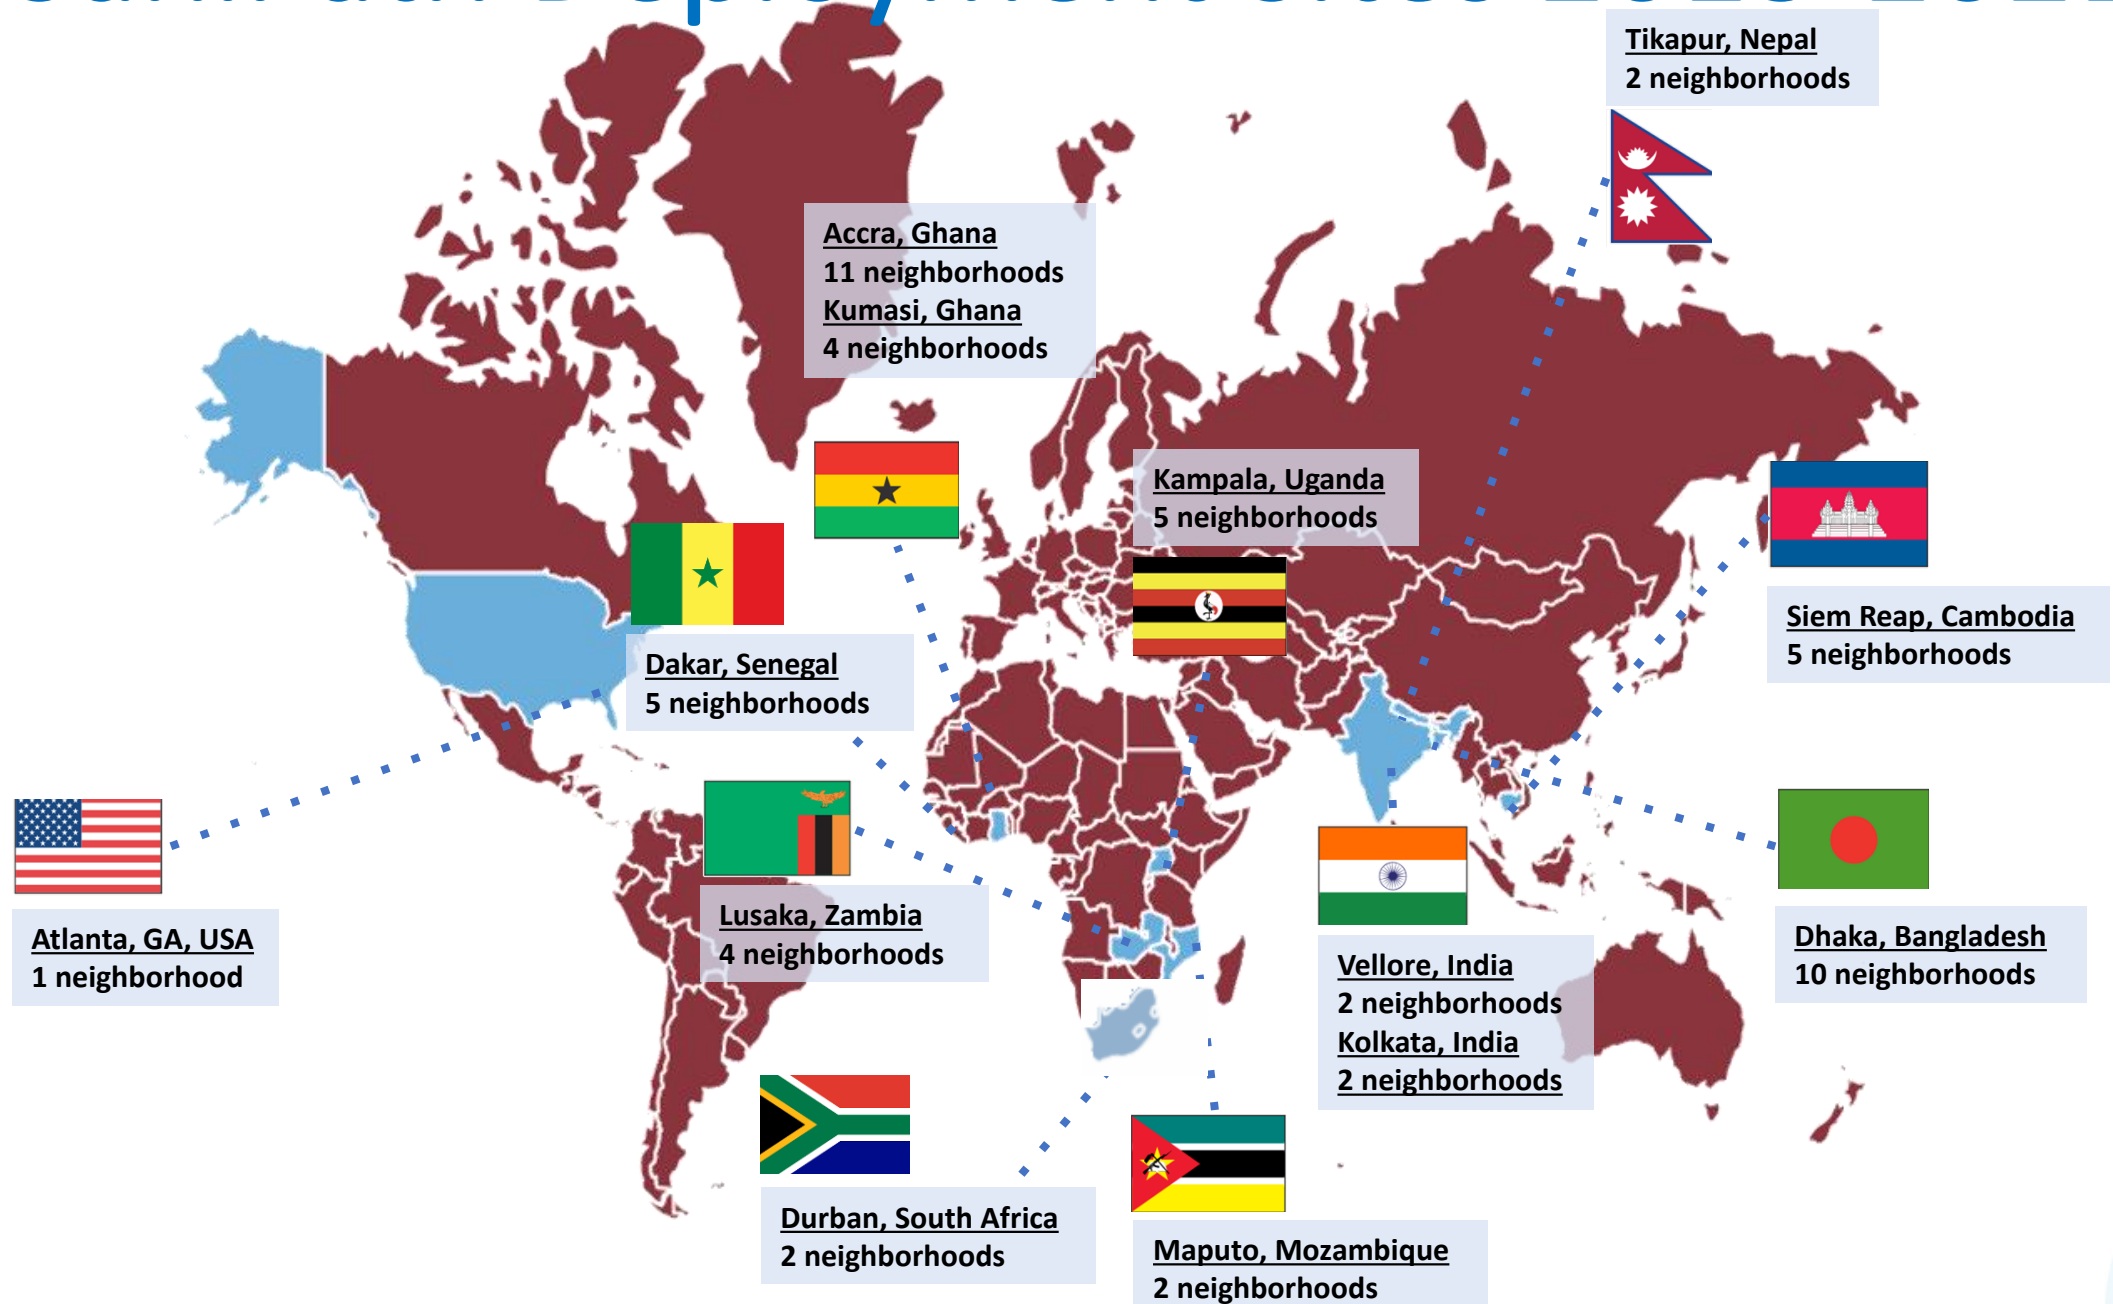 Deployment Sites
Tikapur, Nepal
2 neighborhoods
Accra, Ghana
11 neighborhoods
Kumasi, Ghana
4 neighborhoods
Kampala, Uganda
5 neighborhoods
Siem Reap, Cambodia
5 neighborhoods
Dakar, Senegal
5 neighborhoods
Lusaka, Zambia
4 neighborhoods
Atlanta, GA, USA
1 neighborhood
Vellore, India
2 neighborhoods
Kolkata, India
2 neighborhoods
Dhaka, Bangladesh
10 neighborhoods
Durban, South Africa
2 neighborhoods
Maputo, Mozambique
2 neighborhoods